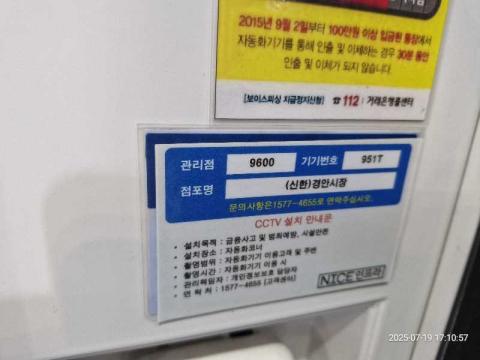 2015년 9월 2일부터 100만원 이상 입금된 통장에서
자동화기기를 통해 인출 및 이체하는 경우 30분 동안
인출 및 이체가 되지 않습니다.
[보이스피싱 지급정지신청] ☎ 112 : 거래은행콜센터
관리점 9600 기기번호 951T
점포명 (신한)경안시장
문의사항은1577-4655로 연락주십시오.
CCTV 설치 안내문
• 설치목적 : 금융사고 및 범죄예방, 시설안전
• 설치장소 : 자동화코너
• 촬영범위 : 자동화기기 이용고객 및 주변
• 촬영시간 : 자동화기기 이용 시
• 관리책임자 : 개인정보보호 담당자
• 연 락 처 : 1577-4655 [고객센터]
NICE인프라
2025-07-19 17:10:57